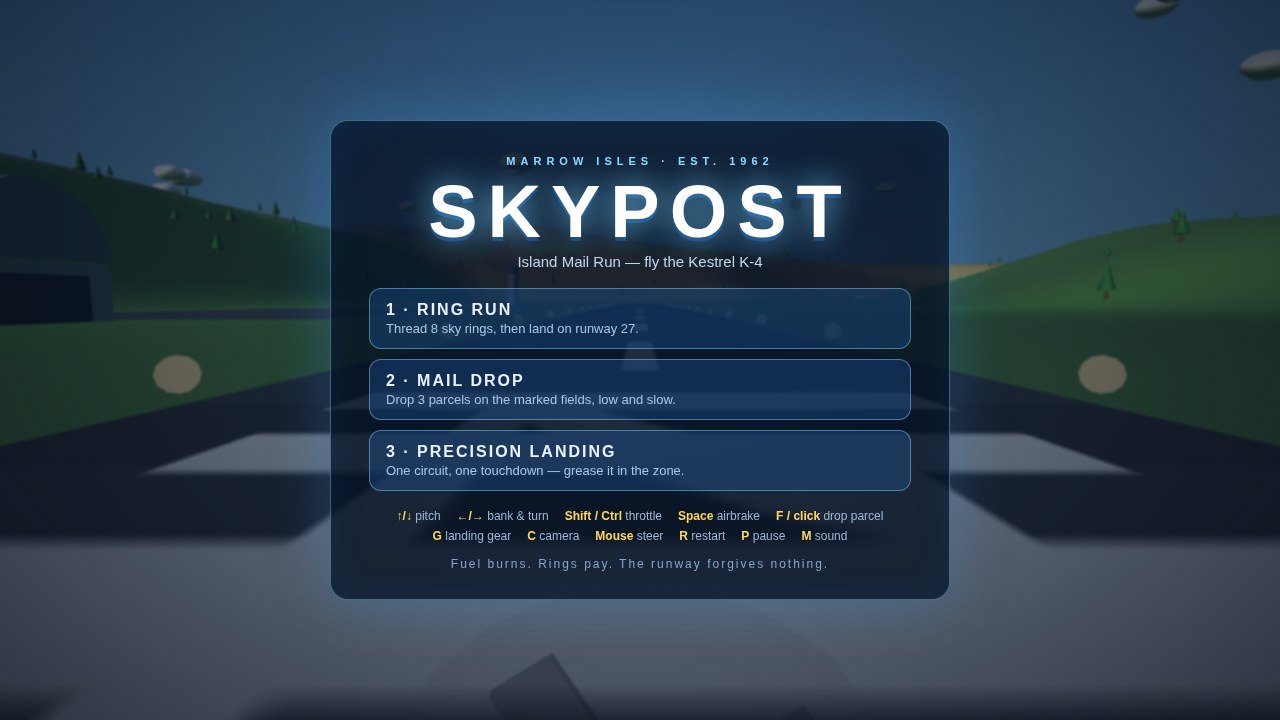 MARROW ISLES · EST. 1962
SKYPOST
Island Mail Run — fly the Kestrel K-4
1 · RING RUN
Thread 8 sky rings, then land on runway 27.
2 · MAIL DROP
Drop 3 parcels on the marked fields, low and slow.
3 · PRECISION LANDING
One circuit, one touchdown — grease it in the zone.
↑/↓ pitch ←/→ bank & turn Shift / Ctrl throttle Space airbrake F / click drop parcel
G landing gear C camera Mouse steer R restart P pause M sound
Fuel burns. Rings pay. The runway forgives nothing.